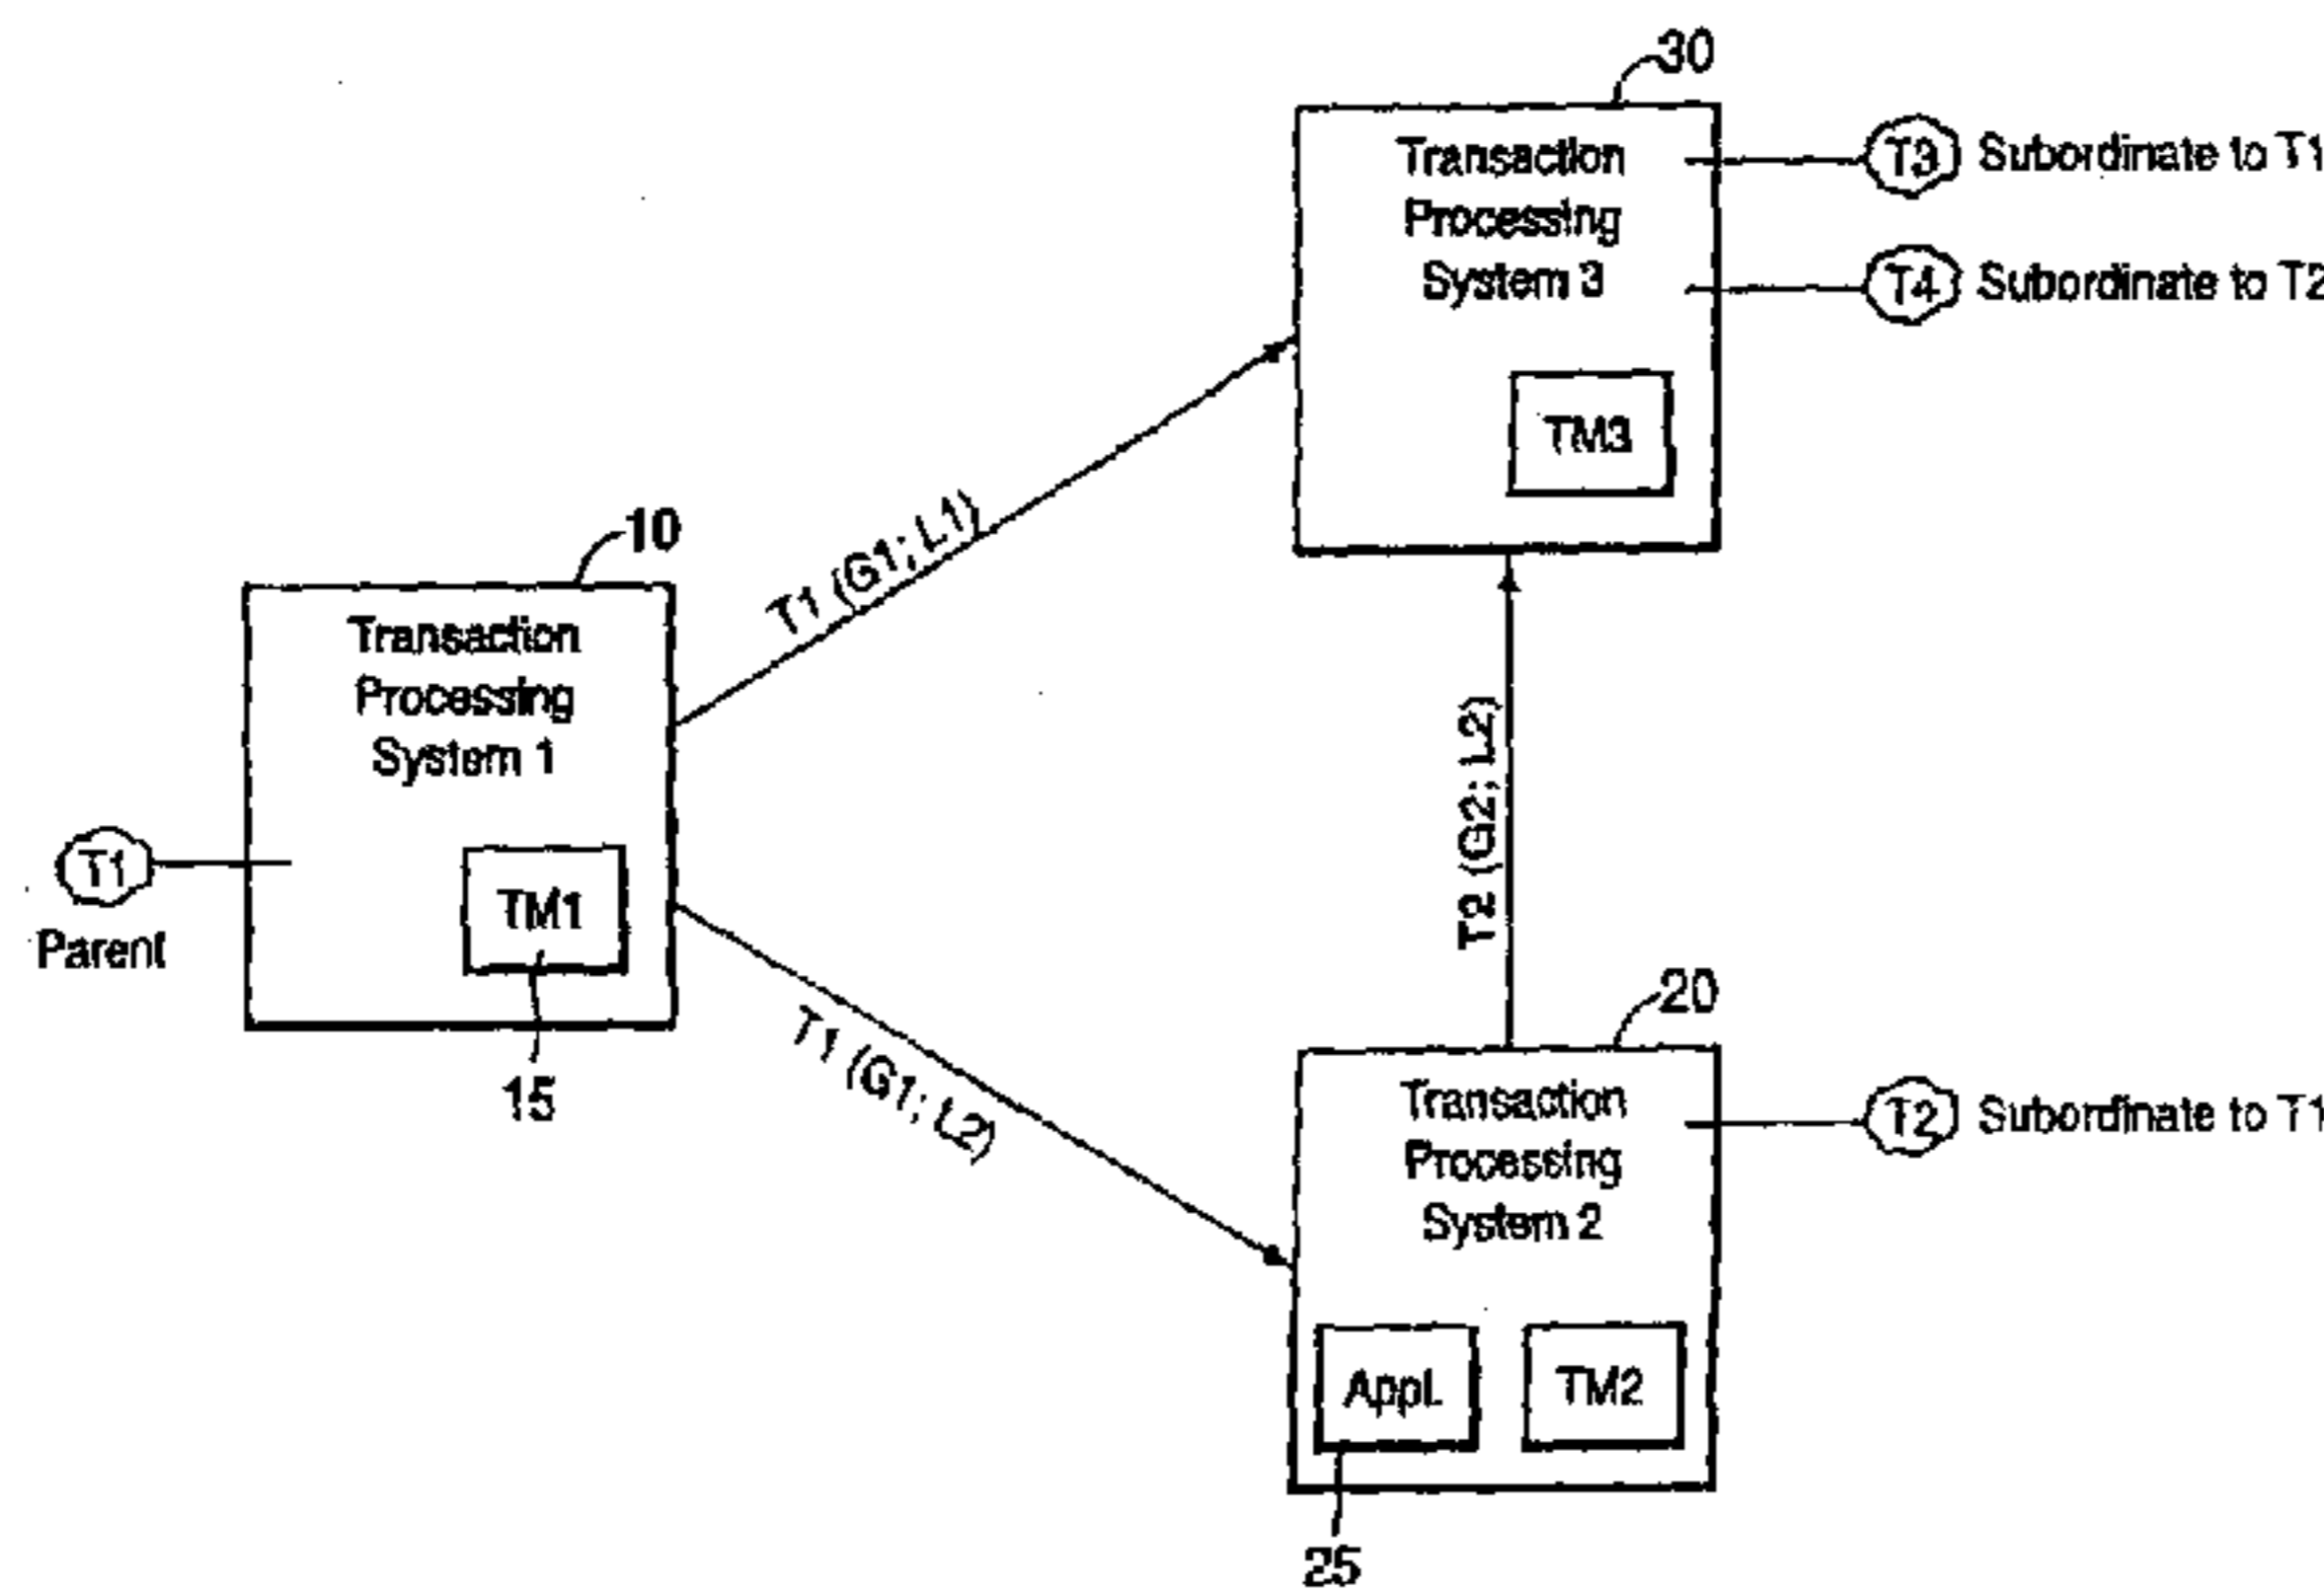 30
Transaction
Processing
System 3
T3 Subordinate to T1
T4 Subordinate to T2
TM3
10
Transaction
Processing
System 1
T1
Parent
TM1
15
T1 (G1; L1)
T1 (G1; L2)
T2 (G2; L2)
20
Transaction
Processing
System 2
T2 Subordinate to T1
Appl.
TM2
25